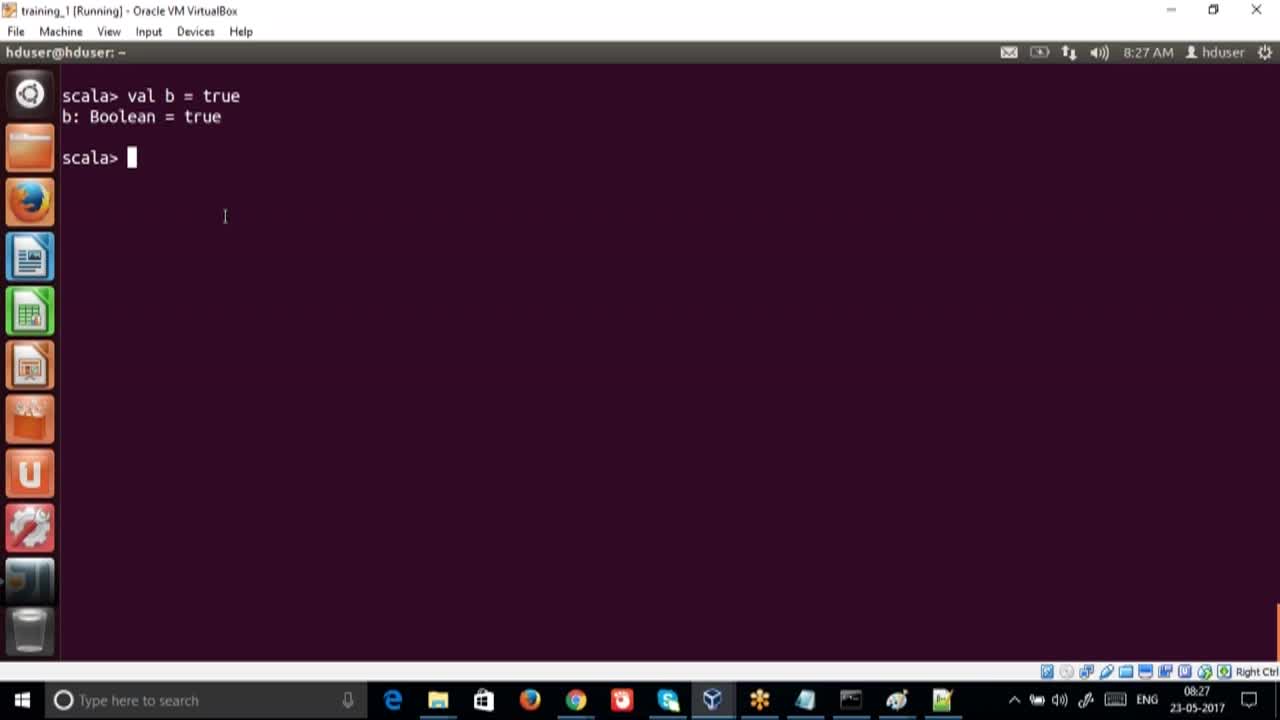 training_1 [Running] - Oracle VM VirtualBox
File Machine View Input Devices Help
hduser@hduser: ~
8:27 AM hduser
scala> val b = true
b: Boolean = true
scala>
Right Ctrl
Type here to search
ENG
08:27
23-05-2017